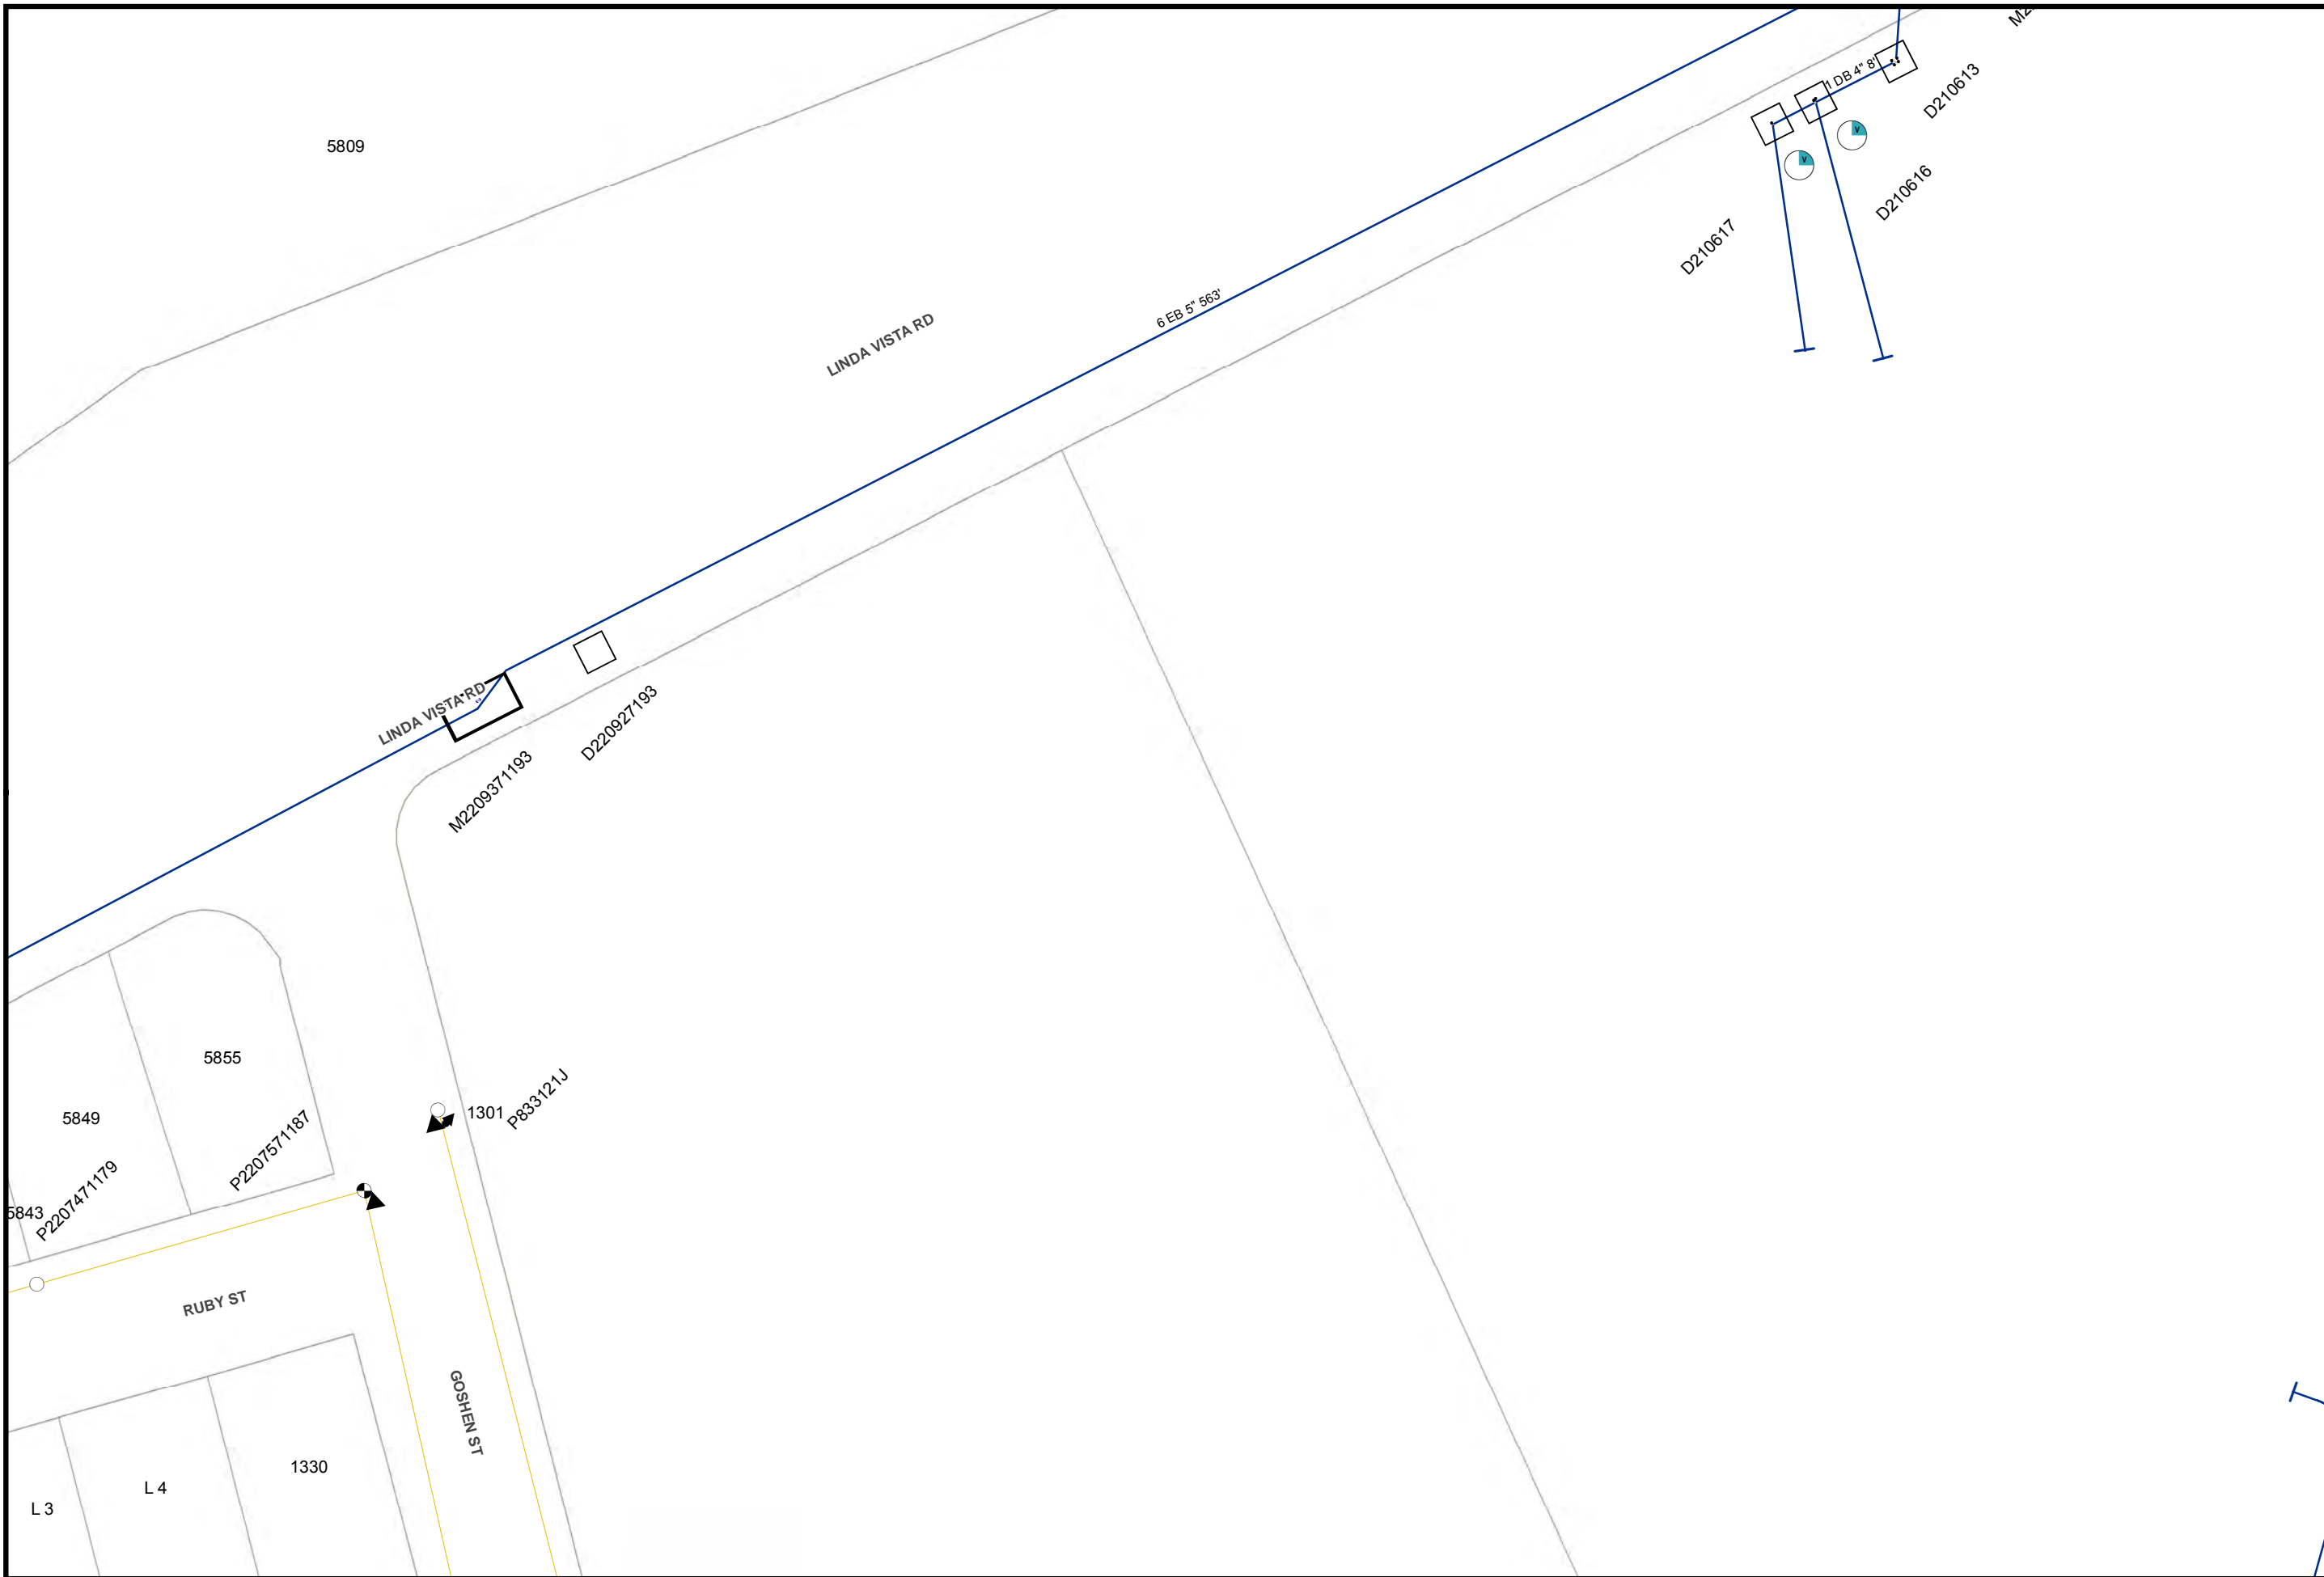 1 DB 4" 8'
D210613
V
V
5809
D210616
D210617
6 EB 5" 563'
LINDA VISTA RD
LINDA VISTA RD
D220927193
M2209371193
5855
5849
1301
P833121J
P2207571187
P2207471179
5843
RUBY ST
GOSHEN ST
1330
L 4
L 3